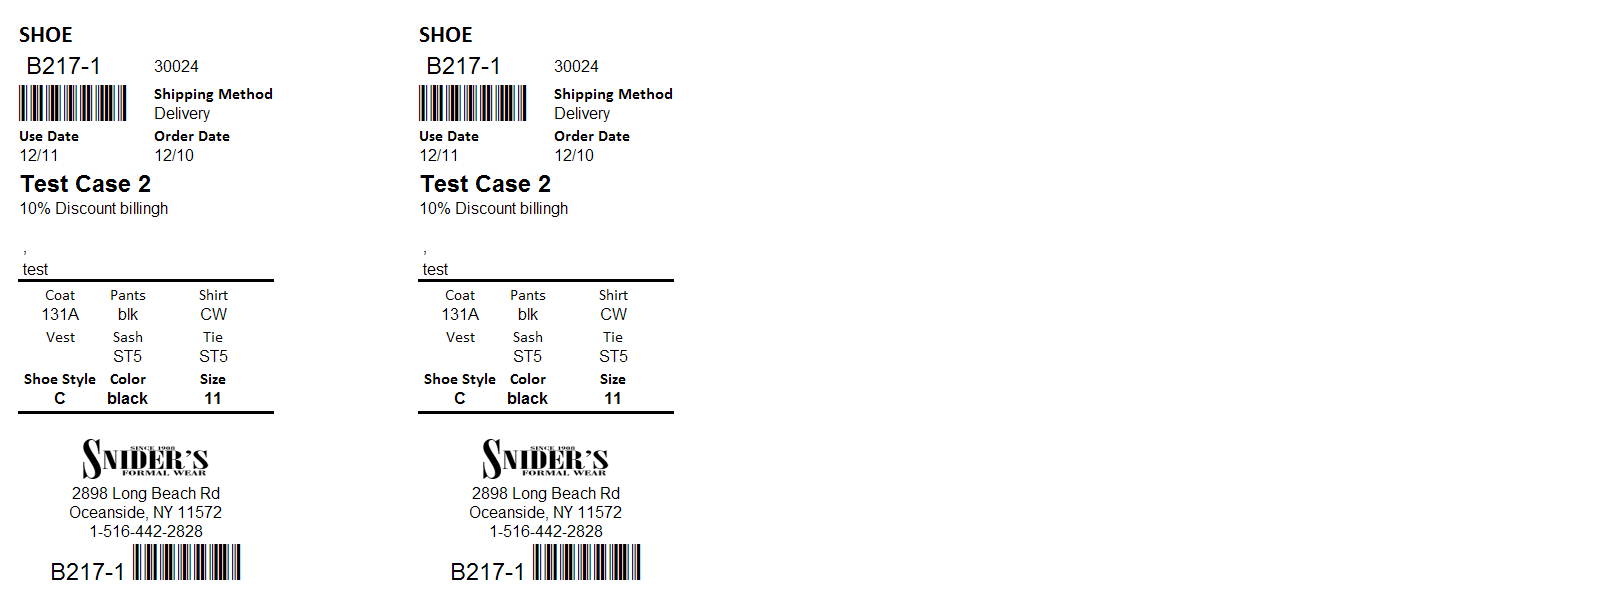 SHOE
B217-1 30024
Shipping Method
Delivery
Use Date Order Date
12/11 12/10
Test Case 2
10% Discount billingh
,
test
Coat Pants Shirt
131A blk CW
Vest Sash Tie
ST5 ST5
Shoe Style Color Size
C black 11
SINCE 1900
SNIDER'S
FORMAL WEAR
2898 Long Beach Rd
Oceanside, NY 11572
1-516-442-2828
B217-1
SHOE
B217-1 30024
Shipping Method
Delivery
Use Date Order Date
12/11 12/10
Test Case 2
10% Discount billingh
,
test
Coat Pants Shirt
131A blk CW
Vest Sash Tie
ST5 ST5
Shoe Style Color Size
C black 11
SINCE 1900
SNIDER'S
FORMAL WEAR
2898 Long Beach Rd
Oceanside, NY 11572
1-516-442-2828
B217-1